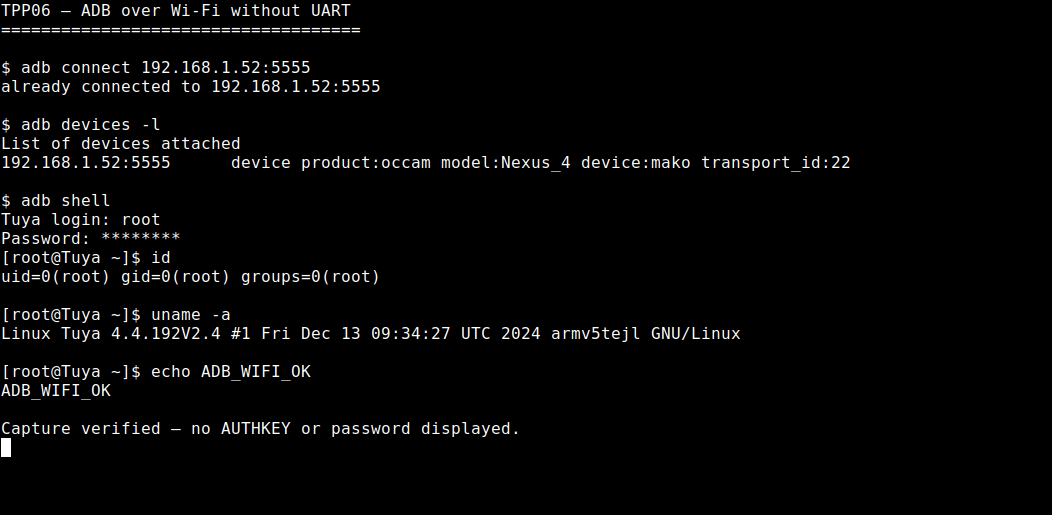 TPP06 — ADB over Wi-Fi without UART
====================================
$ adb connect 192.168.1.52:5555
already connected to 192.168.1.52:5555
$ adb devices -l
List of devices attached
192.168.1.52:5555      device product:occam model:Nexus_4 device:mako transport_id:22
$ adb shell
Tuya login: root
Password: ********
[root@Tuya ~]$ id
uid=0(root) gid=0(root) groups=0(root)
[root@Tuya ~]$ uname -a
Linux Tuya 4.4.192V2.4 #1 Fri Dec 13 09:34:27 UTC 2024 armv5tejl GNU/Linux
[root@Tuya ~]$ echo ADB_WIFI_OK
ADB_WIFI_OK
Capture verified — no AUTHKEY or password displayed.